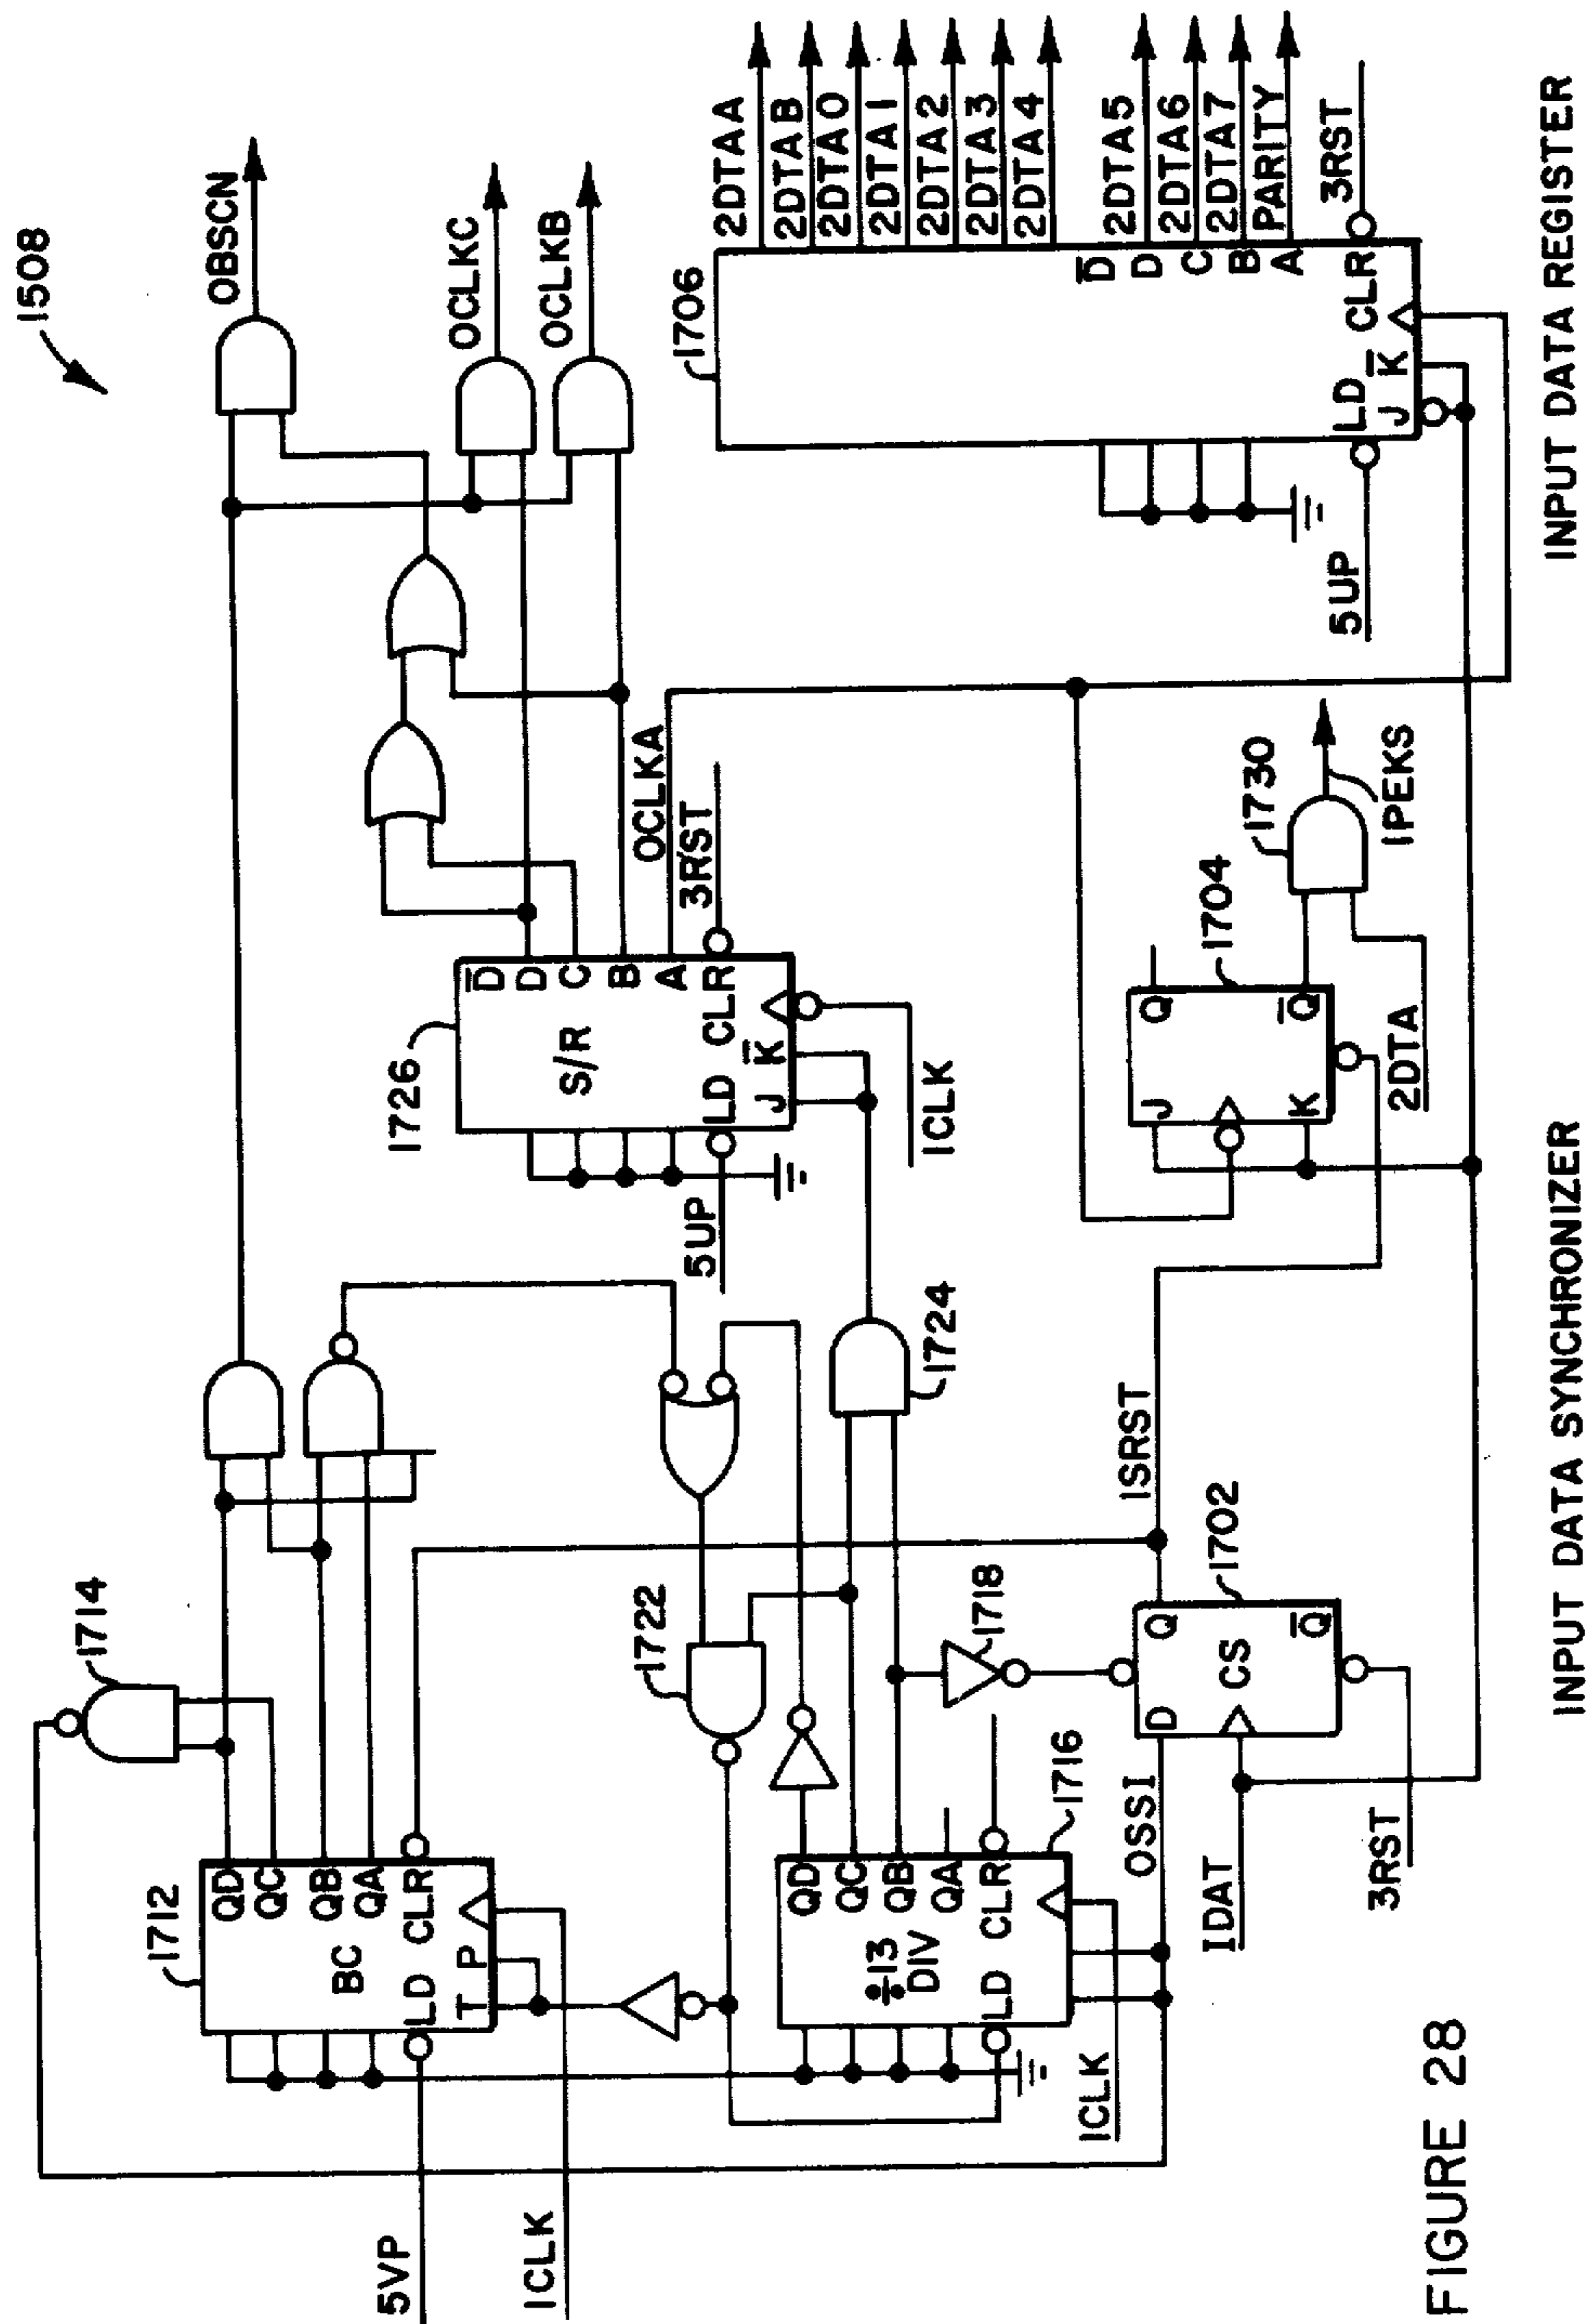 1508
OBSCN
OCLKC
OCLKB
1714
1712
QD
QC
QB
QA
BC
LD CLR
T P
5VP
1CLK
1722
÷13
DIV
QD
QC
QB
QA
LD CLR
1716
1CLK
1718
1724
OSSI
IDAT
D
Q
CS
Q̅
1702
3RST
ISRST
1726
S/R
D̅
D
C
B
A
LD CLR
J K̅
5UP
1CLK
OCLKA
3RST
1704
J
K
Q
Q̅
2DTA
1730
IPEKS
1706
D̅
D
C
B
A
LD CLR
J K̅
5UP
3RST
2DTAA
2DTAB
2DTA0
2DTA1
2DTA2
2DTA3
2DTA4
2DTA5
2DTA6
2DTA7
PARITY
INPUT DATA SYNCHRONIZER
INPUT DATA REGISTER
FIGURE 28